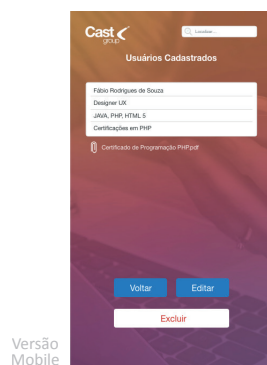 Cast
group
Localizar...
Usuários Cadastrados
Fábio Rodrigues de Souza
Designer UX
JAVA, PHP, HTML 5
Certificações em PHP
Certificado de Programação PHP.pdf
Voltar
Editar
Excluir
Versão
Mobile